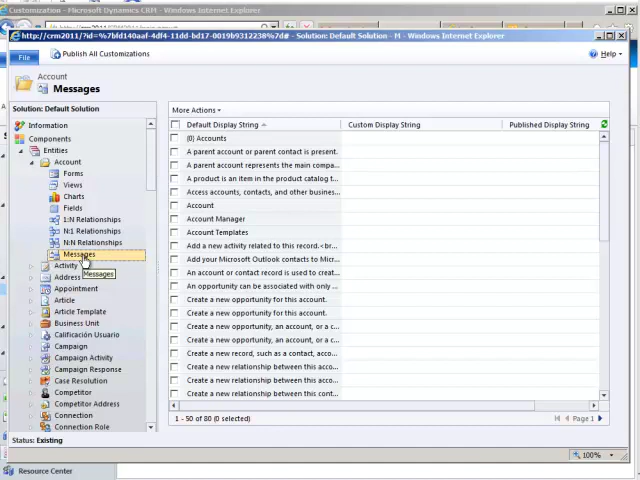 Customization - Microsoft Dynamics CRM
http://crm2011/?id=%7bfd140aaf-4df4-11dd-bd17-0019b9312238%7d# - Solution: Default Solution - M - Windows Internet Explorer
File
Publish All Customizations
Help
Account
Messages
Solution: Default Solution
Information
Components
Entities
Account
Forms
Views
Charts
Fields
1:N Relationships
N:1 Relationships
N:N Relationships
Messages
Activity
Messages
Address
Appointment
Article
Article Template
Business Unit
Calificación Usuario
Campaign
Campaign Activity
Campaign Response
Case Resolution
Competitor
Competitor Address
Connection
Connection Role
More Actions
Default Display String
Custom Display String
Published Display String
(0) Accounts
A parent account or parent contact is present.
A parent account represents the main compa...
A product is an item in the product catalog t...
Access accounts, contacts, and other busines...
Account
Account Manager
Account Templates
Add a new activity related to this record.<br...
Add your Microsoft Outlook contacts to Micro...
An account or contact record is used to creat...
An opportunity can be associated with only ...
Create a new opportunity for this account.
Create a new opportunity for this account.
Create a new opportunity, an account, or a c...
Create a new opportunity, an account, or a c...
Create a new record, such as a contact, acco...
Create a new relationship between this acco...
Create a new relationship between this acco...
Create a new relationship between this cont...
1 - 50 of 80 (0 selected)
Page 1
Status: Existing
100%
Resource Center